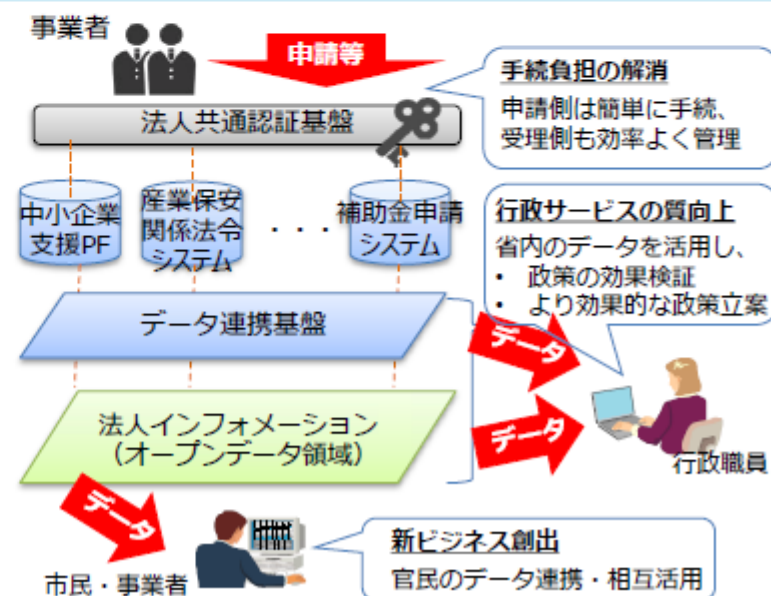 事業者
申請等
手続負担の解消
申請側は簡単に手続、
受理側も効率よく管理
法人共通認証基盤
中小企業
支援PF
産業保安
関係法令
システム
・・・
補助金申請
システム
行政サービスの質向上
省内のデータを活用し、
• 政策の効果検証
• より効果的な政策立案
データ連携基盤
データ
法人インフォメーション
（オープンデータ領域）
データ
行政職員
データ
市民・事業者
新ビジネス創出
官民のデータ連携・相互活用